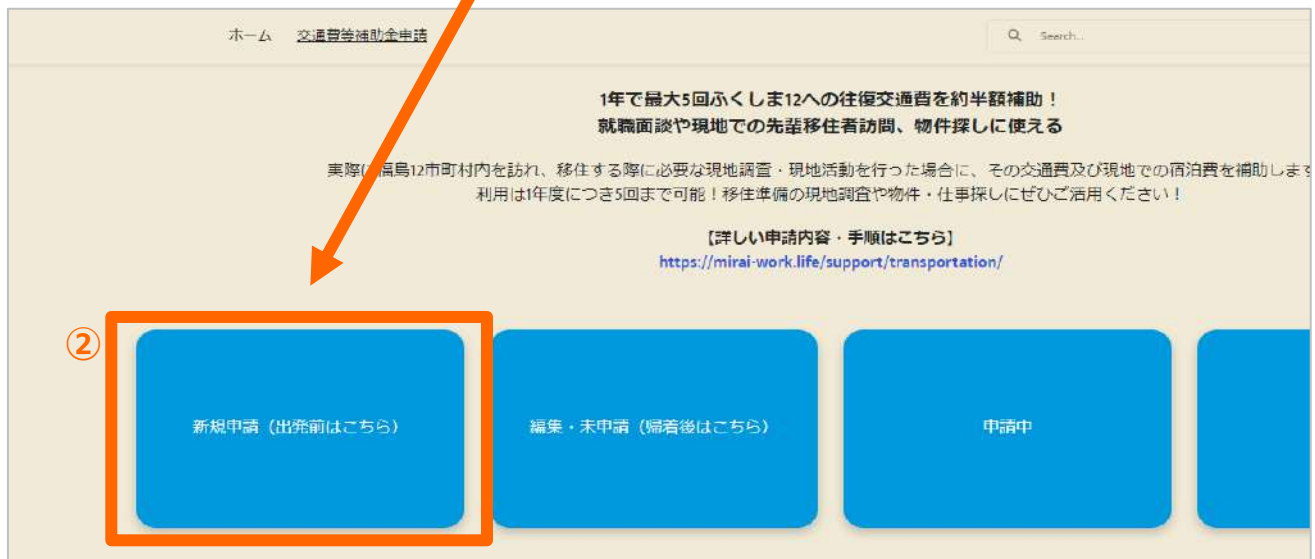 ホーム 交通費等補助金申請
Search...
1年で最大5回ふくしま12への往復交通費を約半額補助！
就職面談や現地での先輩移住者訪問、物件探しに使える
実際に福島12市町村内を訪れ、移住する際に必要な現地調査・現地活動を行った場合に、その交通費及び現地での宿泊費を補助します
利用は1年度につき5回まで可能！移住準備の現地調査や物件・仕事探しにぜひご活用ください！
【詳しい申請内容・手順はこちら】
https://mirai-work.life/support/transportation/
②
新規申請（出発前はこちら）
編集・未申請（帰着後はこちら）
申請中